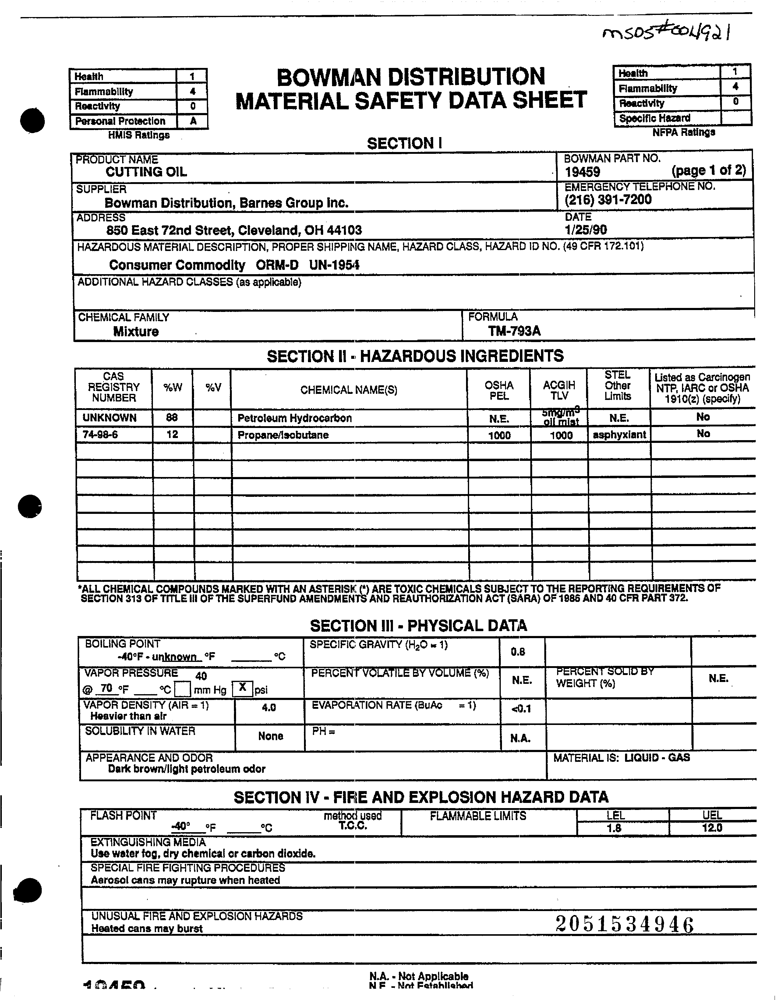 MSDS#004921
Health 1
Flammability 4
Reactivity 0
Personal Protection A
HMIS Ratings
BOWMAN DISTRIBUTION
MATERIAL SAFETY DATA SHEET
Health 1
Flammability 4
Reactivity 0
Specific Hazard
NFPA Ratings
SECTION I
PRODUCT NAME
CUTTING OIL
BOWMAN PART NO.
19459 (page 1 of 2)
SUPPLIER
Bowman Distribution, Barnes Group Inc.
EMERGENCY TELEPHONE NO.
(216) 391-7200
ADDRESS
850 East 72nd Street, Cleveland, OH 44103
DATE
1/25/90
HAZARDOUS MATERIAL DESCRIPTION, PROPER SHIPPING NAME, HAZARD CLASS, HAZARD ID NO. (49 CFR 172.101)
Consumer Commodity ORM-D UN-1954
ADDITIONAL HAZARD CLASSES (as applicable)
CHEMICAL FAMILY
Mixture
FORMULA
TM-793A
SECTION II - HAZARDOUS INGREDIENTS
CAS REGISTRY NUMBER %W %V CHEMICAL NAME(S) OSHA PEL ACGIH TLV STEL Other Limits Listed as Carcinogen NTP, IARC or OSHA 1910(z) (specify)
UNKNOWN 88 Petroleum Hydrocarbon N.E. 5mg/m3 oil mist N.E. No
74-98-6 12 Propane/Isobutane 1000 1000 asphyxiant No
*ALL CHEMICAL COMPOUNDS MARKED WITH AN ASTERISK (*) ARE TOXIC CHEMICALS SUBJECT TO THE REPORTING REQUIREMENTS OF
SECTION 313 OF TITLE III OF THE SUPERFUND AMENDMENTS AND REAUTHORIZATION ACT (SARA) OF 1986 AND 40 CFR PART 372.
SECTION III - PHYSICAL DATA
BOILING POINT
-40°F - unknown °F °C
SPECIFIC GRAVITY (H2O = 1) 0.8
VAPOR PRESSURE 40
@ 70 °F °C mm Hg X psi
PERCENT VOLATILE BY VOLUME (%) N.E.
PERCENT SOLID BY WEIGHT (%) N.E.
VAPOR DENSITY (AIR = 1)
Heavier than air 4.0
EVAPORATION RATE (BuAc = 1) <0.1
SOLUBILITY IN WATER None
PH = N.A.
APPEARANCE AND ODOR
Dark brown/light petroleum odor
MATERIAL IS: LIQUID - GAS
SECTION IV - FIRE AND EXPLOSION HAZARD DATA
FLASH POINT
-40° °F °C
method used
T.C.C.
FLAMMABLE LIMITS
LEL
1.8
UEL
12.0
EXTINGUISHING MEDIA
Use water fog, dry chemical or carbon dioxide.
SPECIAL FIRE FIGHTING PROCEDURES
Aerosol cans may rupture when heated
UNUSUAL FIRE AND EXPLOSION HAZARDS
Heated cans may burst
2051534946
19459
N.A. - Not Applicable
N.E. - Not Established